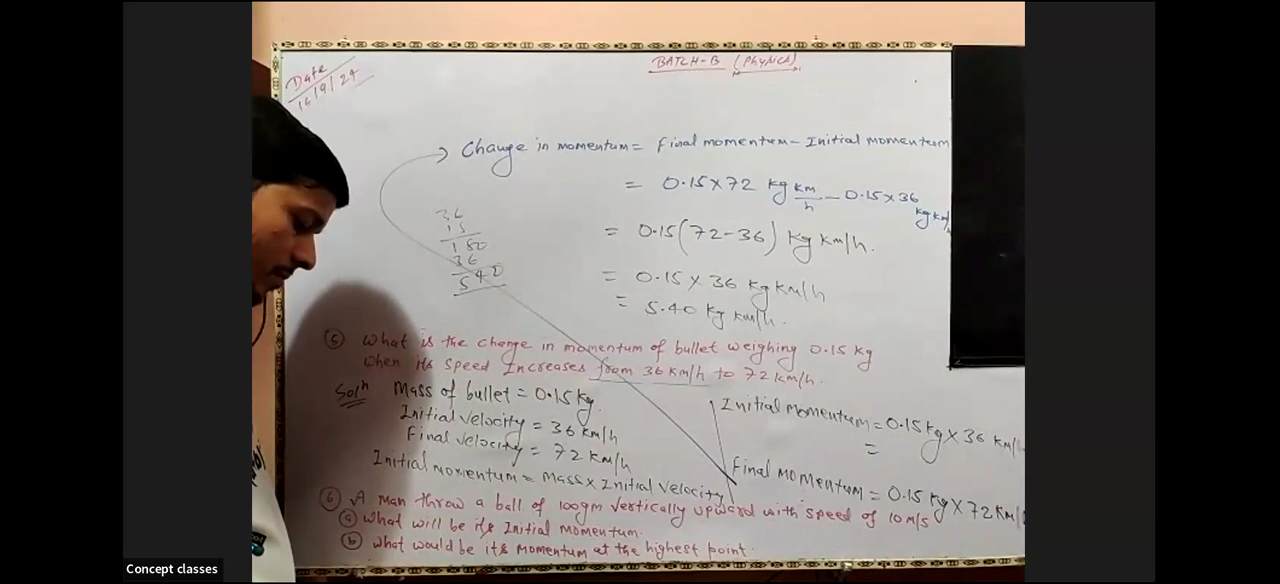 BATCH-B (Physics)
Date
16/9/24
Change in momentum = Final momentum - Initial momentum
= 0.15 × 72 kg km/h - 0.15 × 36 kg km/
= 0.15 (72-36) kg km/h.
= 0.15 × 36 kg km/h
= 5.40 kg km/h.
36
15
180
36
540
⑤ What is the change in momentum of bullet weighing 0.15 kg
when its speed Increases from 36 km/h to 72 km/h.
Solⁿ Mass of bullet = 0.15 kg.
Initial velocity = 36 km/h
Final velocity = 72 km/h
Initial momentum = Mass × Initial velocity
Initial momentum = 0.15 kg × 36 km/h
=
Final momentum = 0.15 kg × 72 km/
⑥ A man throw a ball of 100gm vertically upward with speed of 10 m/s
ⓐ What will be its Initial momentum.
ⓑ What would be its momentum at the highest point.
Concept classes